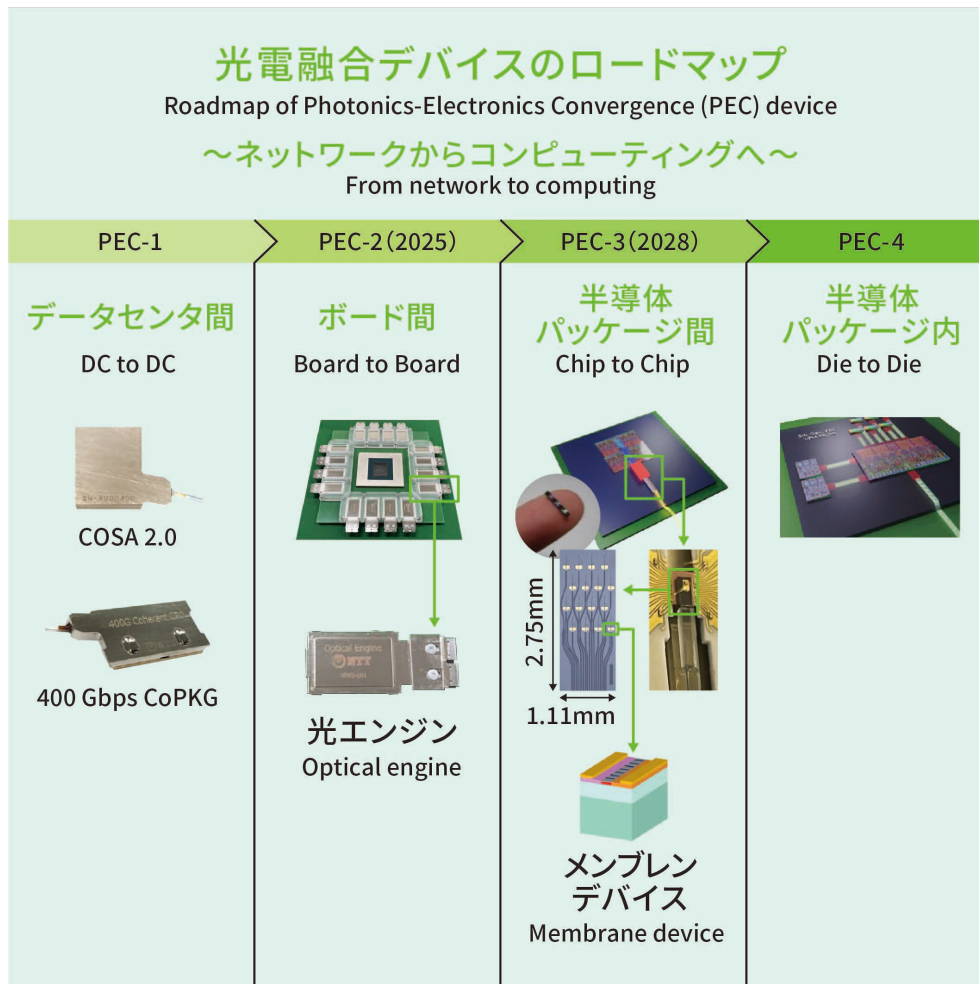 光電融合デバイスのロードマップ
Roadmap of Photonics-Electronics Convergence (PEC) device
～ネットワークからコンピューティングへ～
From network to computing
PEC-1
PEC-2(2025)
PEC-3(2028)
PEC-4
データセンタ間
DC to DC
COSA 2.0
400G Coherent
400 Gbps CoPKG
ボード間
Board to Board
Optical Engine
NTT
光エンジン
Optical engine
半導体
パッケージ間
Chip to Chip
2.75mm
1.11mm
メンブレン
デバイス
Membrane device
半導体
パッケージ内
Die to Die